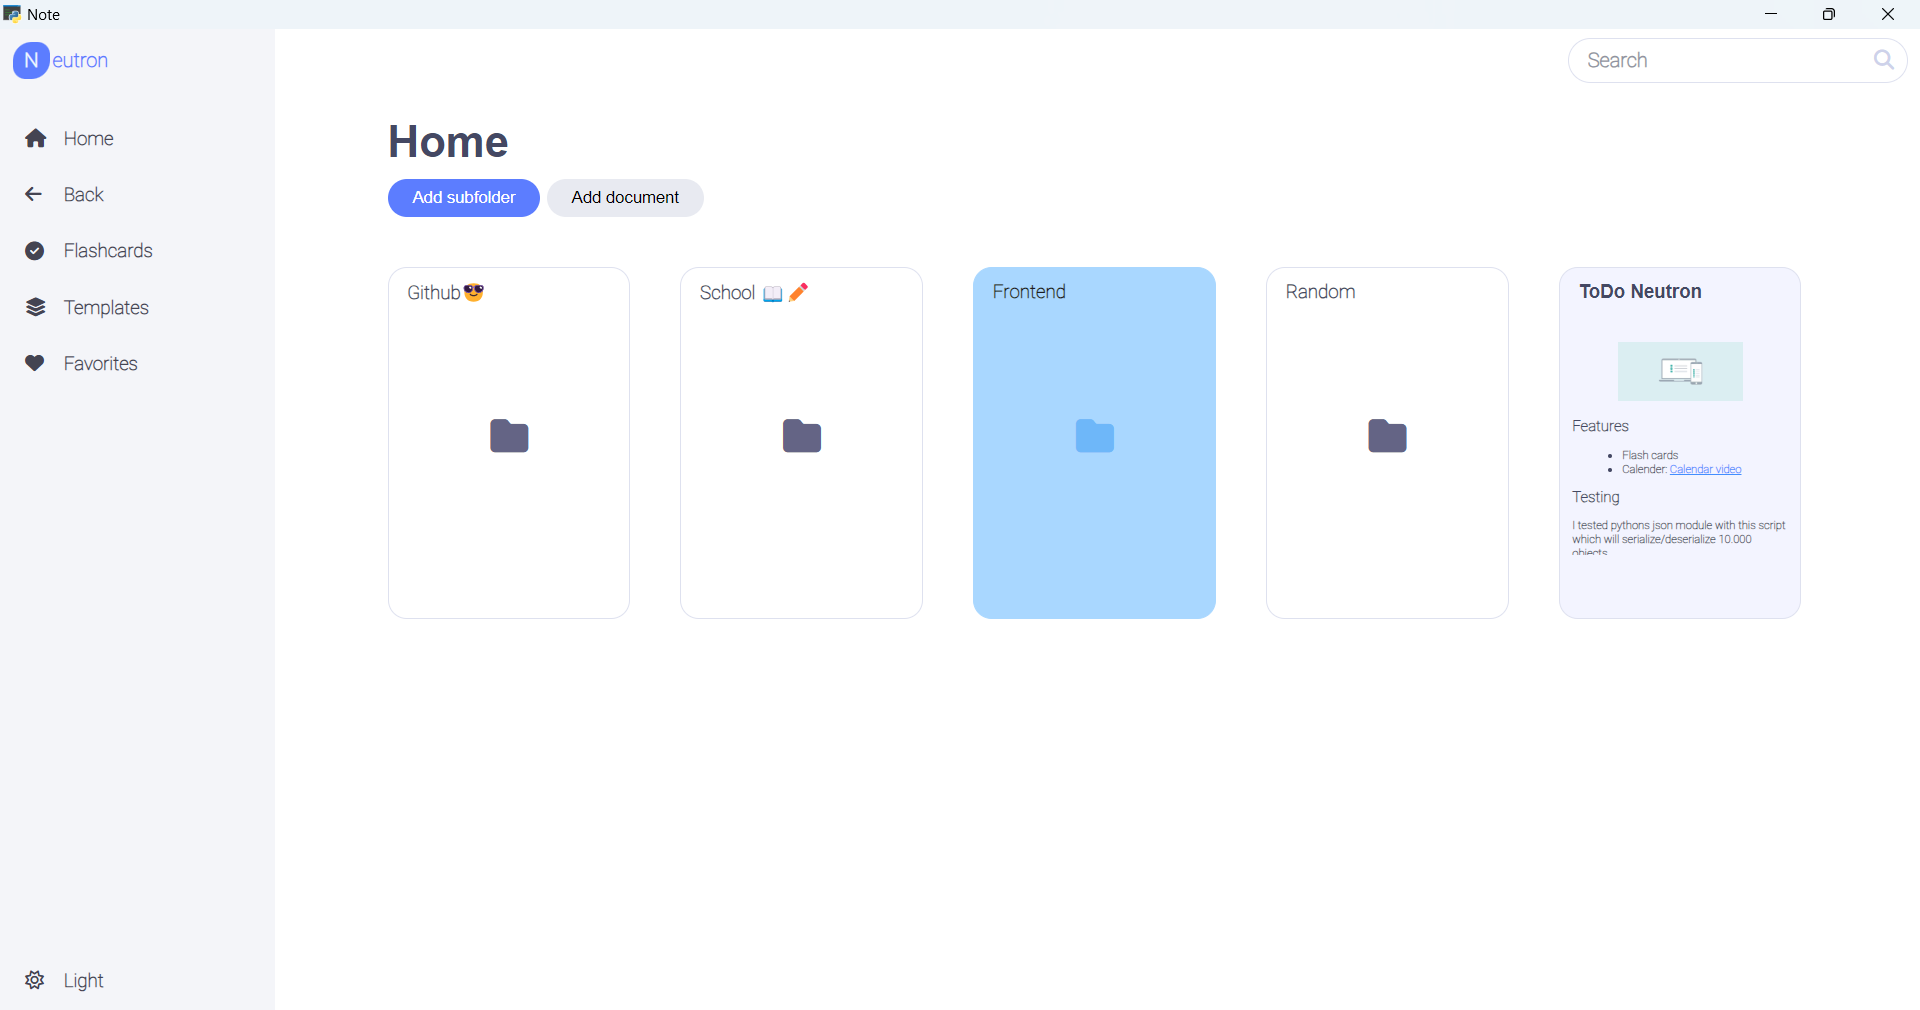 Note
Neutron
Search
Home
Back
Flashcards
Templates
Favorites
Light
Home
Add subfolder
Add document
Github😎
School 📖✏️
Frontend
Random
ToDo Neutron
Features
Flash cards
Calender: Calendar video
Testing
I tested pythons json module with this script
which will serialize/deserialize 10.000
objects